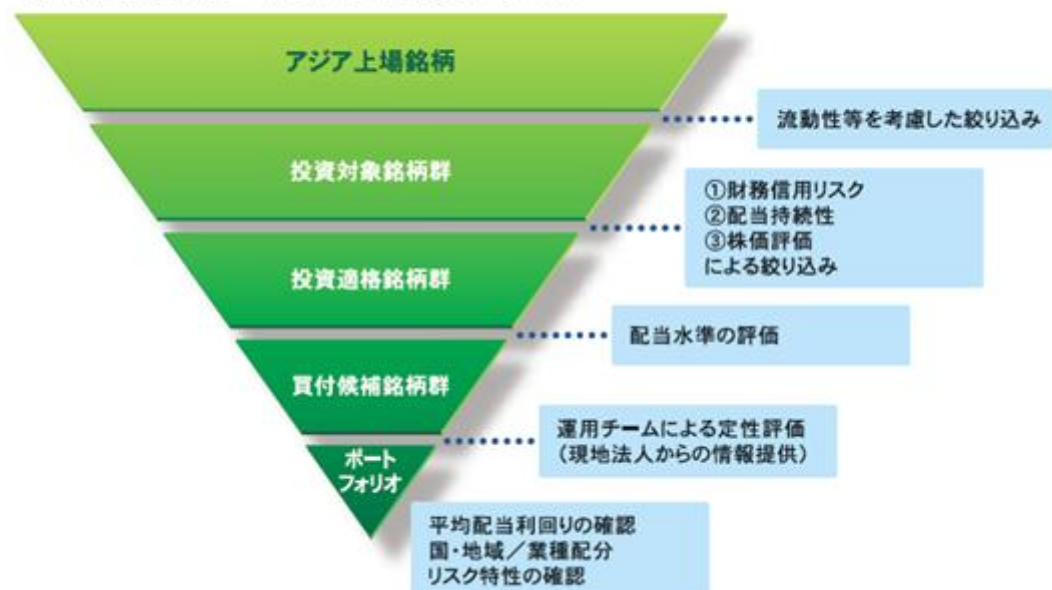 アジア上場銘柄
流動性等を考慮した絞り込み
投資対象銘柄群
①財務信用リスク
②配当持続性
③株価評価
による絞り込み
投資適格銘柄群
配当水準の評価
買付候補銘柄群
運用チームによる定性評価
(現地法人からの情報提供)
ポート
フォリオ
平均配当利回りの確認
国・地域/業種配分
リスク特性の確認